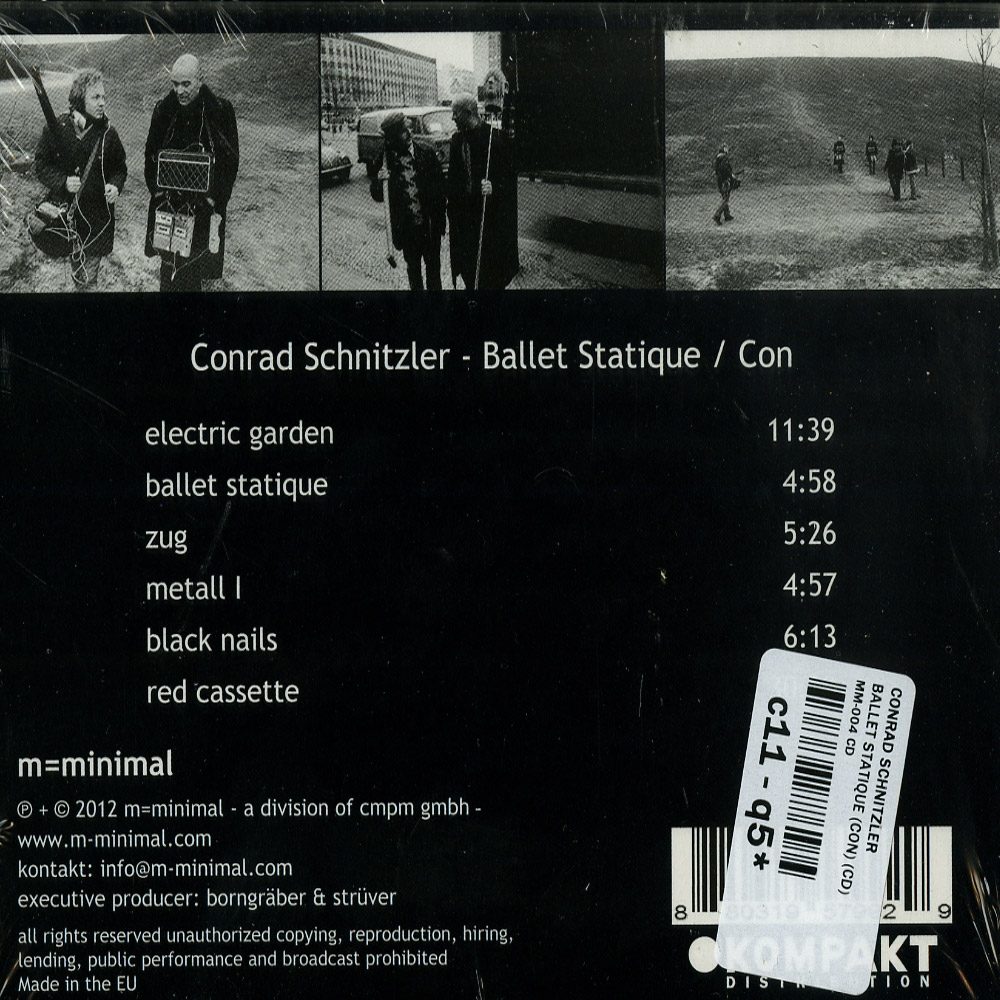 Conrad Schnitzler - Ballet Statique / Con
electric garden 11:39
ballet statique 4:58
zug 5:26
metall I 4:57
black nails 6:13
red cassette
m=minimal
℗ + © 2012 m=minimal - a division of cmpm gmbh -
www.m-minimal.com
kontakt: info@m-minimal.com
executive producer: borngräber & strüver
all rights reserved unauthorized copying, reproduction, hiring,
lending, public performance and broadcast prohibited
Made in the EU
CONRAD SCHNITZLER
BALLET STATIQUE (CON) (CD)
MM-004 CD
c11-q5*
8 9
KOMPAKT